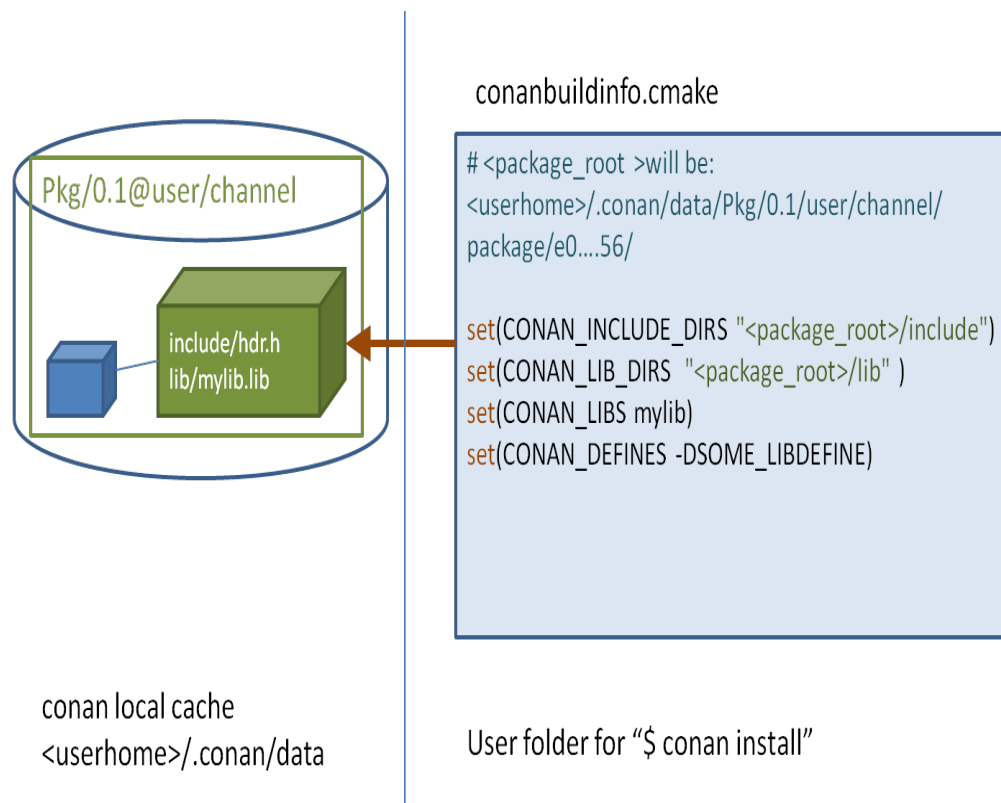 Pkg/0.1@user/channel
include/hdr.h
lib/mylib.lib
conan local cache
<userhome>/.conan/data
conanbuildinfo.cmake
# <package_root >will be:
<userhome>/.conan/data/Pkg/0.1/user/channel/
package/e0....56/
set(CONAN_INCLUDE_DIRS "<package_root>/include")
set(CONAN_LIB_DIRS "<package_root>/lib" )
set(CONAN_LIBS mylib)
set(CONAN_DEFINES -DSOME_LIBDEFINE)
User folder for “$ conan install”